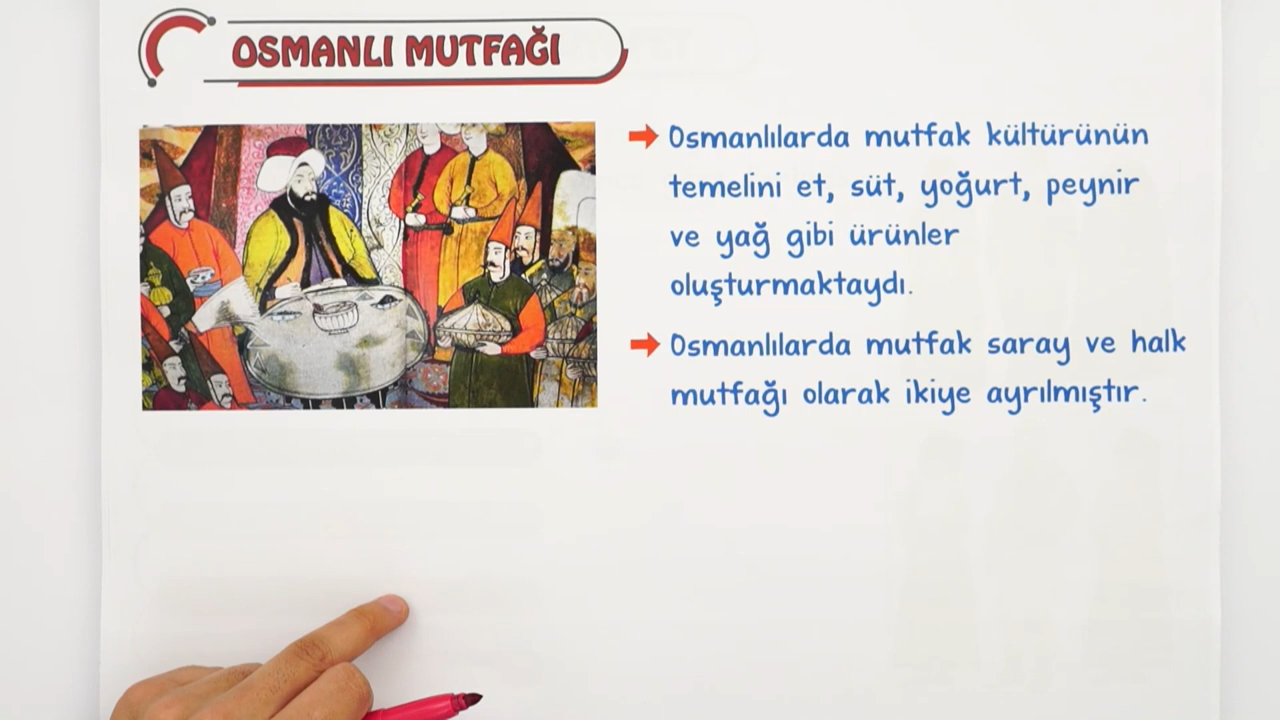 OSMANLI MUTFAĞI
Osmanlılarda mutfak kültürünün
temelini et, süt, yoğurt, peynir
ve yağ gibi ürünler
oluşturmaktaydı.
Osmanlılarda mutfak saray ve halk
mutfağı olarak ikiye ayrılmıştır.